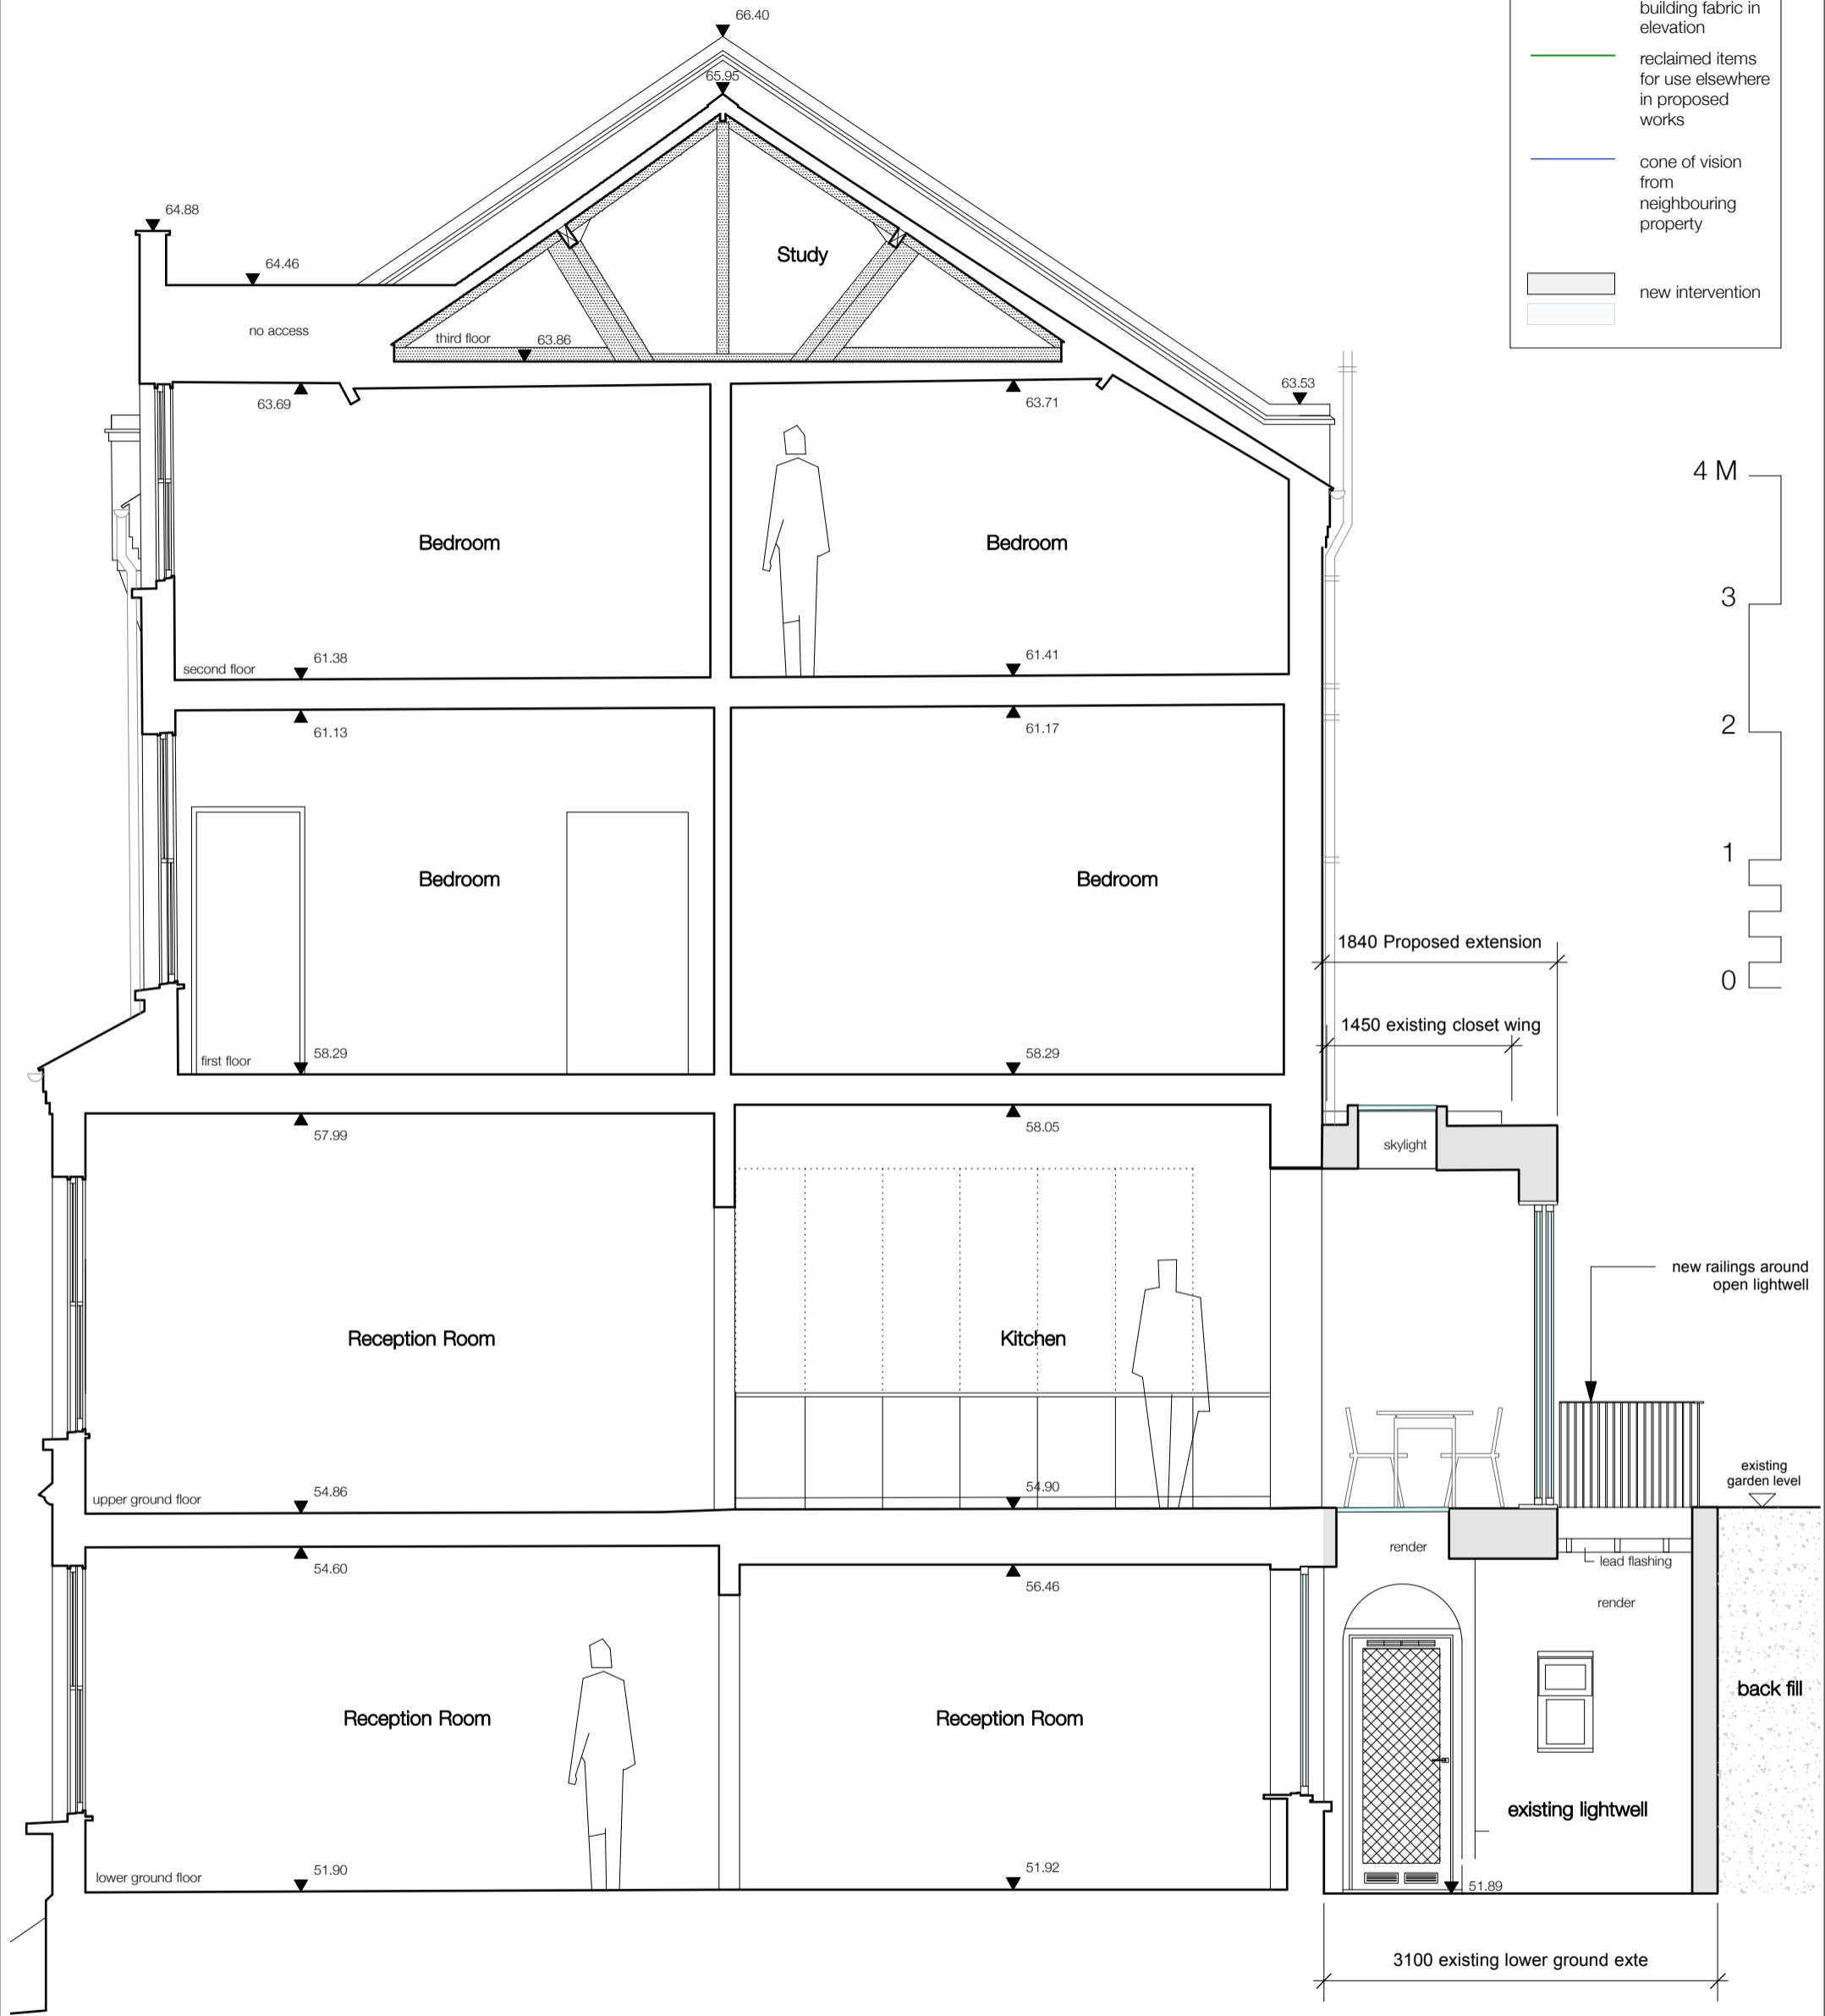 building fabric in
elevation
reclaimed items
for use elsewhere
in proposed
works
cone of vision
from
neighbouring
property
new intervention
66.40
65.95
64.88
64.46
Study
no access
third floor
63.86
63.69
63.71
63.53
4 M
3
2
1
0
Bedroom
Bedroom
second floor
61.38
61.41
61.13
61.17
Bedroom
Bedroom
1840 Proposed extension
1450 existing closet wing
first floor
58.29
58.29
57.99
58.05
skylight
new railings around
open lightwell
Reception Room
Kitchen
existing
garden level
upper ground floor
54.86
54.90
54.60
56.46
render
lead flashing
render
Reception Room
Reception Room
back fill
existing lightwell
lower ground floor
51.90
51.92
51.89
3100 existing lower ground exte